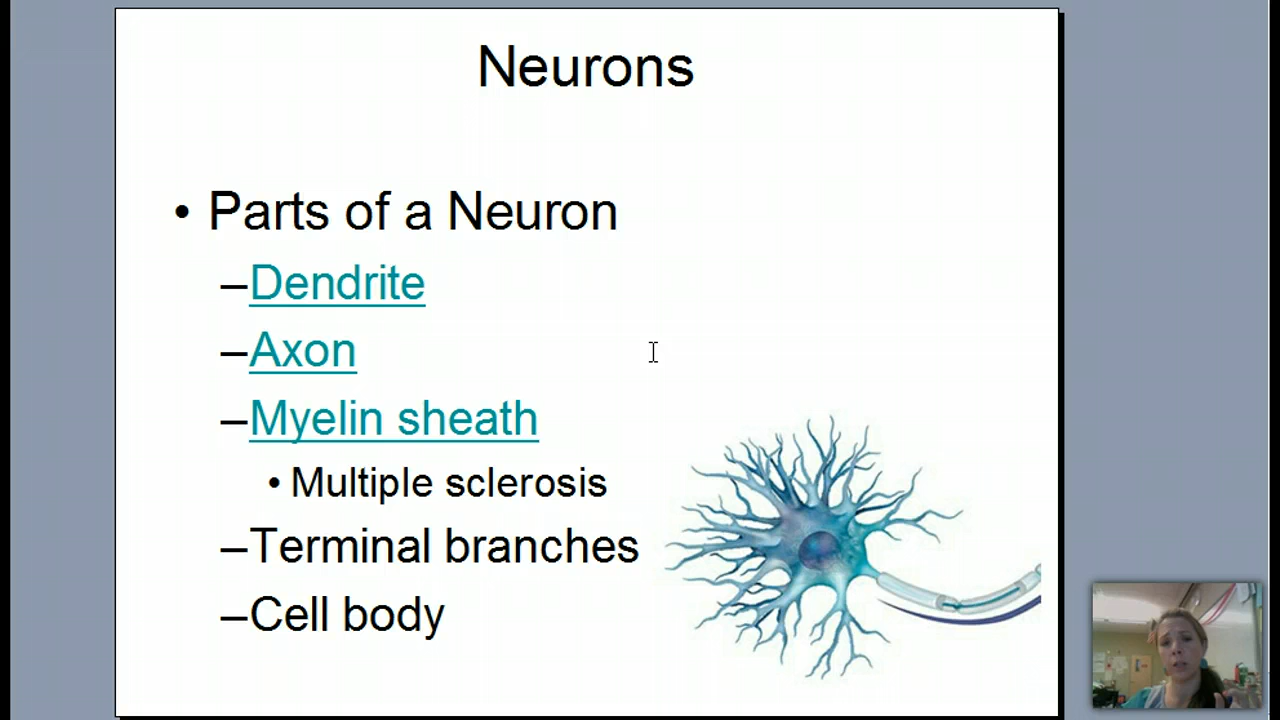 Neurons
• Parts of a Neuron
–Dendrite
–Axon
–Myelin sheath
• Multiple sclerosis
–Terminal branches
–Cell body